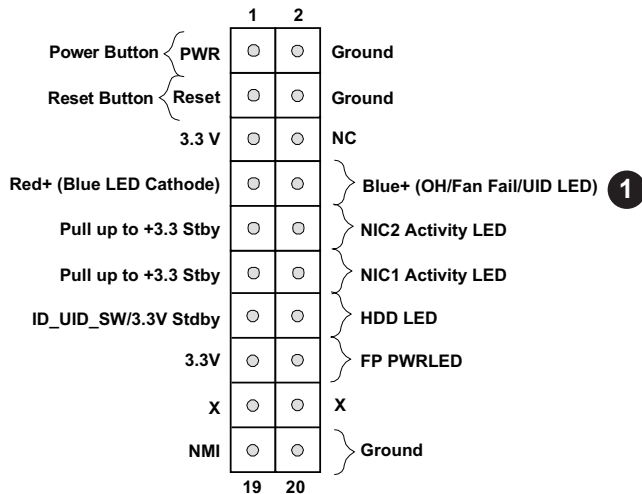 1 2
Power Button PWR Ground
Reset Button Reset Ground
3.3 V NC
Red+ (Blue LED Cathode) Blue+ (OH/Fan Fail/UID LED) 1
Pull up to +3.3 Stby NIC2 Activity LED
Pull up to +3.3 Stby NIC1 Activity LED
ID_UID_SW/3.3V Stdby HDD LED
3.3V FP PWRLED
X X
NMI Ground
19 20